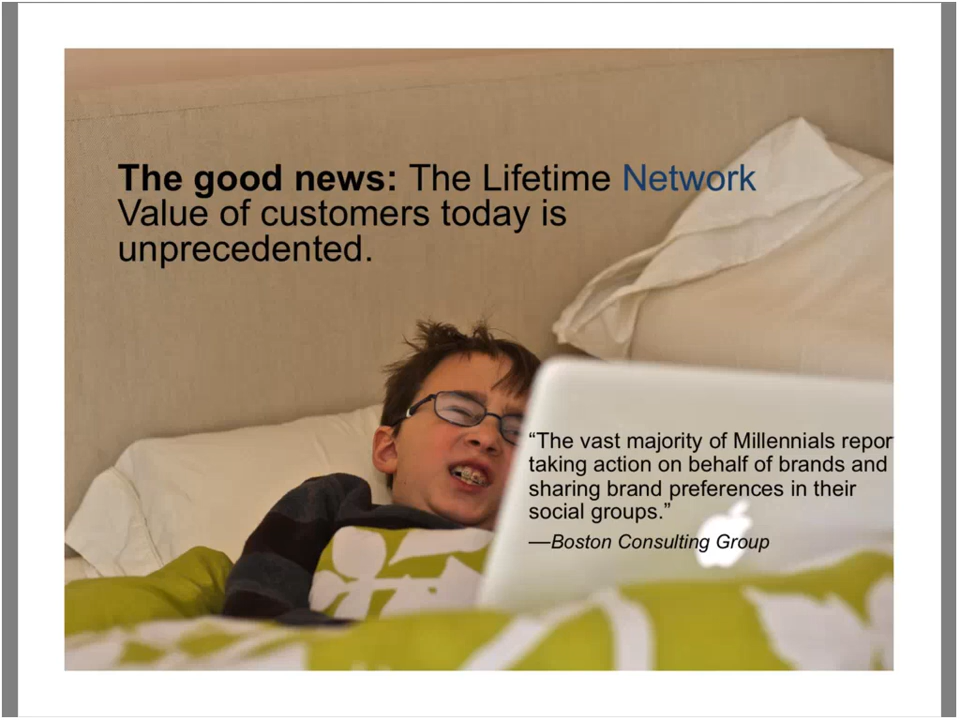 The good news: The Lifetime Network
Value of customers today is
unprecedented.
“The vast majority of Millennials repor
taking action on behalf of brands and
sharing brand preferences in their
social groups.”
—Boston Consulting Group